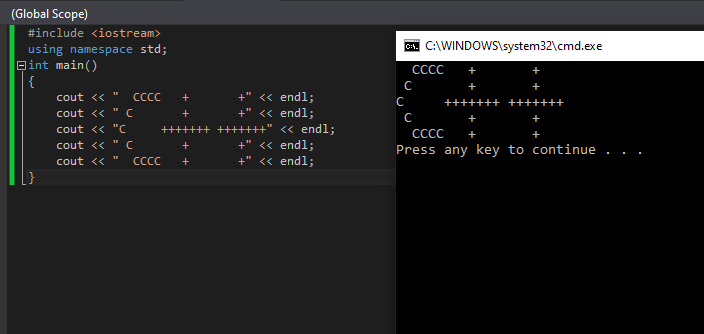 (Global Scope)
#include <iostream>
using namespace std;
int main()
{
    cout << "  CCCC   +       +" << endl;
    cout << " C       +       +" << endl;
    cout << "C     +++++++ +++++++" << endl;
    cout << " C       +       +" << endl;
    cout << "  CCCC   +       +" << endl;
}
C:\WINDOWS\system32\cmd.exe
  CCCC   +       +
 C       +       +
C     +++++++ +++++++
 C       +       +
  CCCC   +       +
Press any key to continue . . .